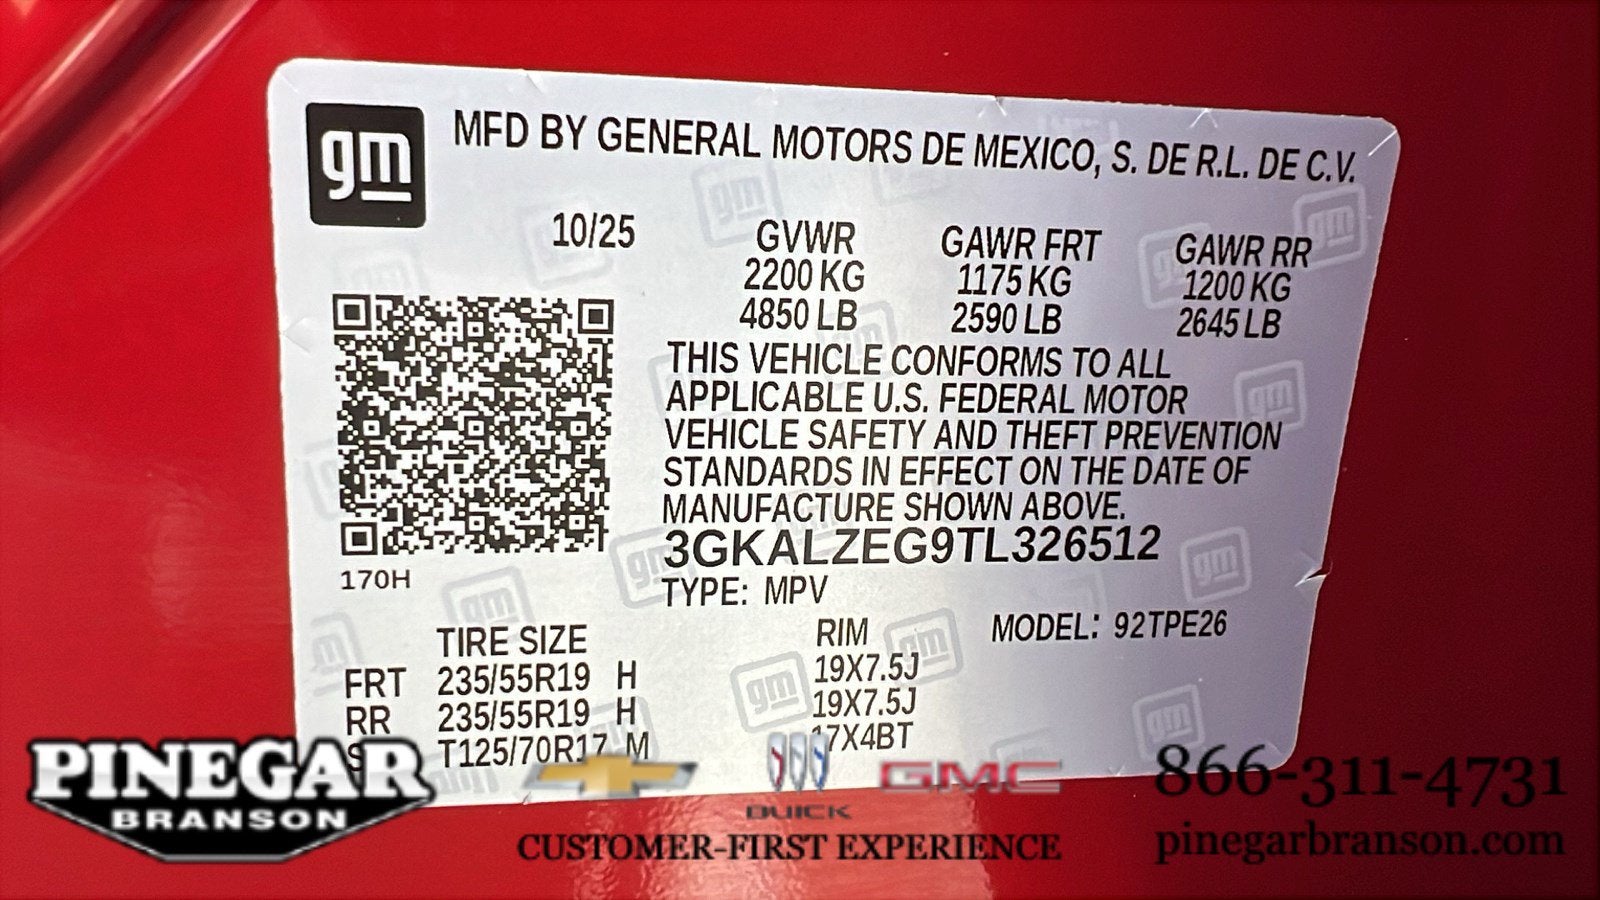 gm
MFD BY GENERAL MOTORS DE MEXICO, S. DE R.L. DE C.V.
10/25 GVWR GAWR FRT GAWR RR
2200 KG 1175 KG 1200 KG
4850 LB 2590 LB 2645 LB
THIS VEHICLE CONFORMS TO ALL
APPLICABLE U.S. FEDERAL MOTOR
VEHICLE SAFETY AND THEFT PREVENTION
STANDARDS IN EFFECT ON THE DATE OF
MANUFACTURE SHOWN ABOVE.
3GKALZEG9TL326512
170H
TYPE: MPV
MODEL: 92TPE26
TIRE SIZE RIM
FRT 235/55R19 H 19X7.5J
RR 235/55R19 H 19X7.5J
T125/70R17 M 17X4BT
PINEGAR
BRANSON
BUICK
GMC
CUSTOMER-FIRST EXPERIENCE
866-311-4731
pinegarbranson.com